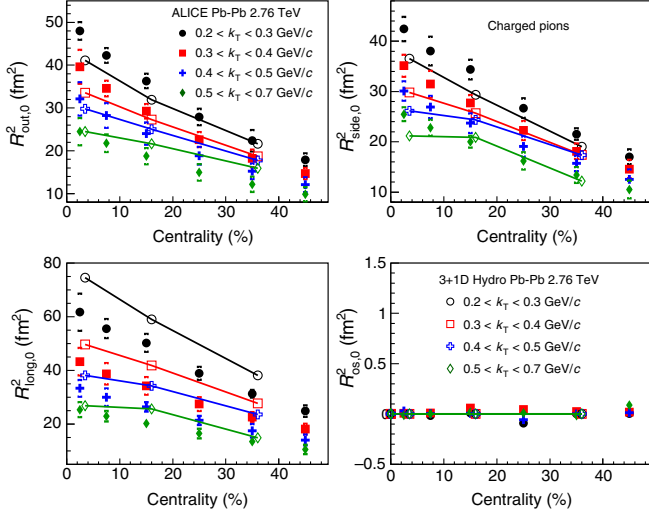 ALICE Pb-Pb 2.76 TeV
0.2 < kT < 0.3 GeV/c
0.3 < kT < 0.4 GeV/c
0.4 < kT < 0.5 GeV/c
0.5 < kT < 0.7 GeV/c
R²out,0 (fm²)
50
40
30
20
10
0 10 20 30 40 50
Centrality (%)
Charged pions
R²side,0 (fm²)
40
30
20
10
0 10 20 30 40 50
Centrality (%)
R²long,0 (fm²)
80
60
40
20
0 10 20 30 40 50
Centrality (%)
3+1D Hydro Pb-Pb 2.76 TeV
0.2 < kT < 0.3 GeV/c
0.3 < kT < 0.4 GeV/c
0.4 < kT < 0.5 GeV/c
0.5 < kT < 0.7 GeV/c
R²os,0 (fm²)
1.5
1
0.5
0
−0.5
0 10 20 30 40 50
Centrality (%)